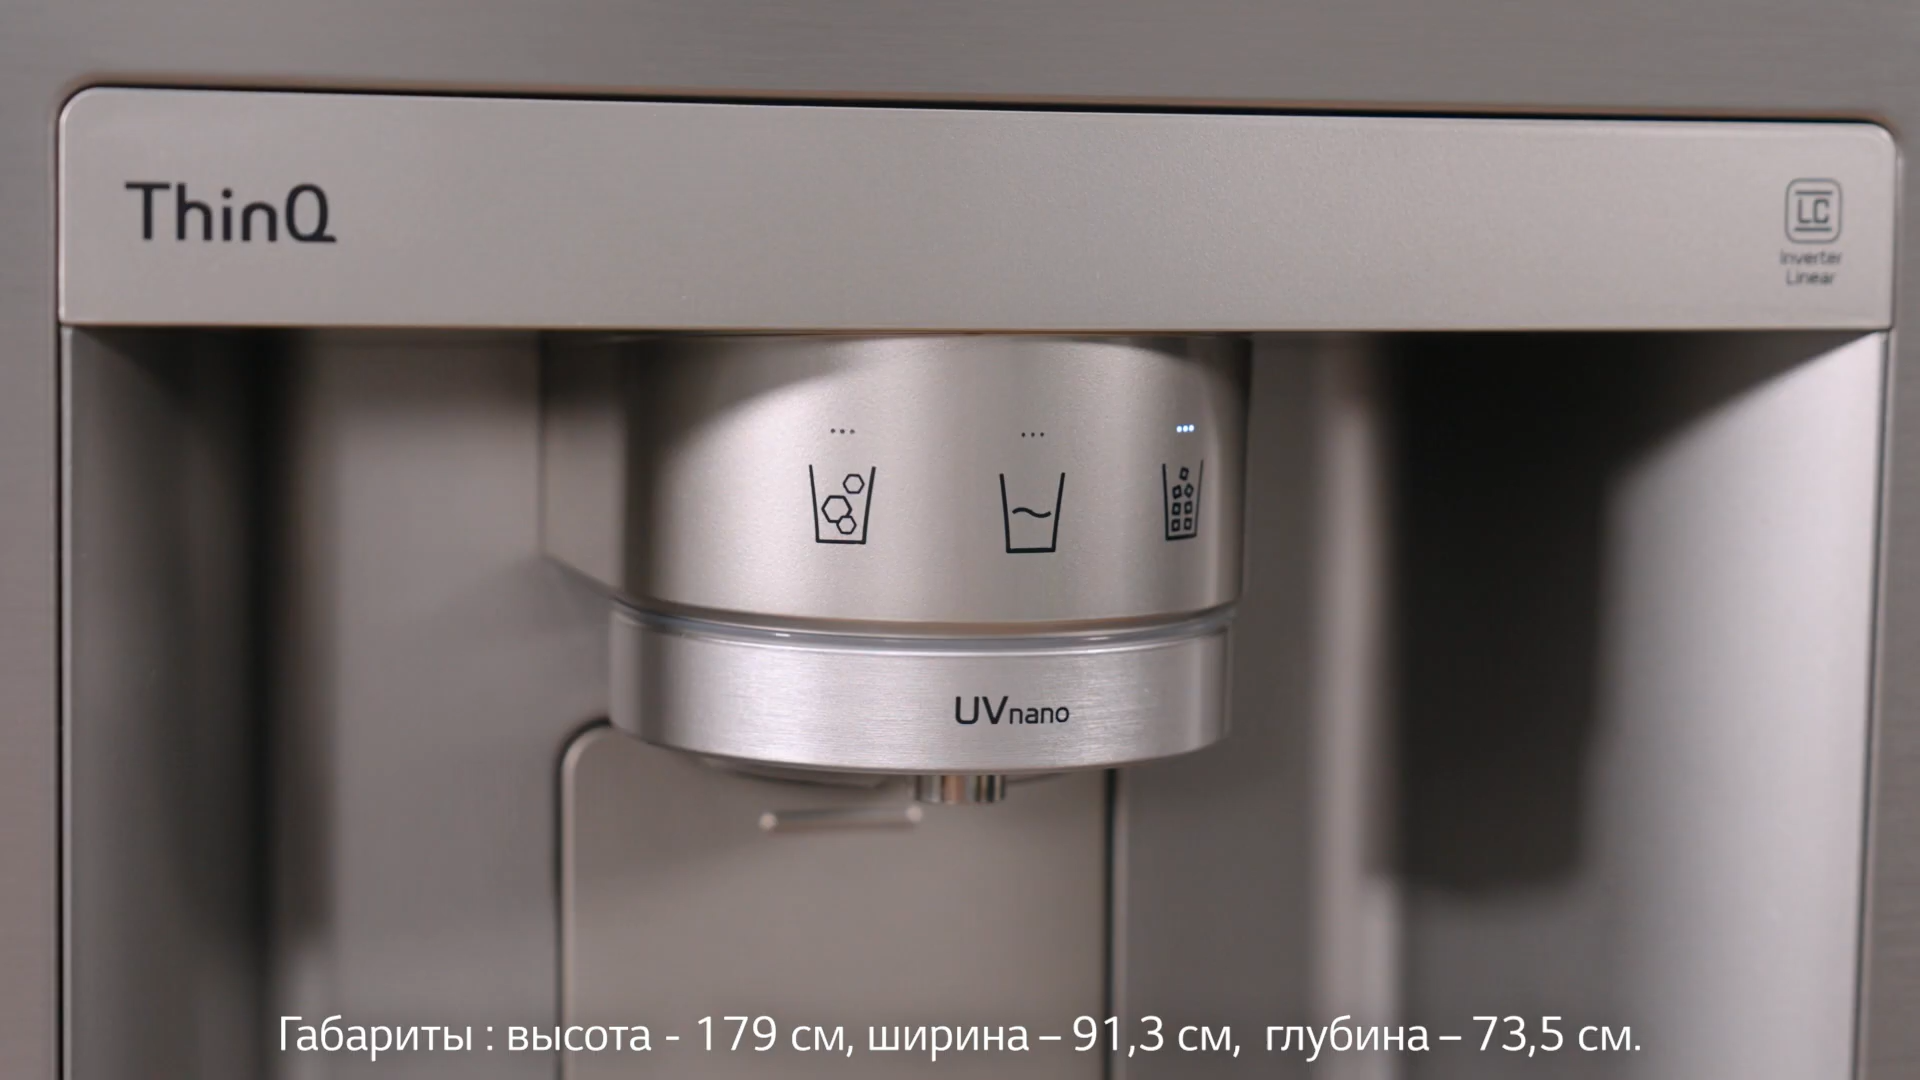 ThinQ
LC
Inverter
Linear
UVnano
Габариты : высота - 179 см, ширина – 91,3 см, глубина – 73,5 см.